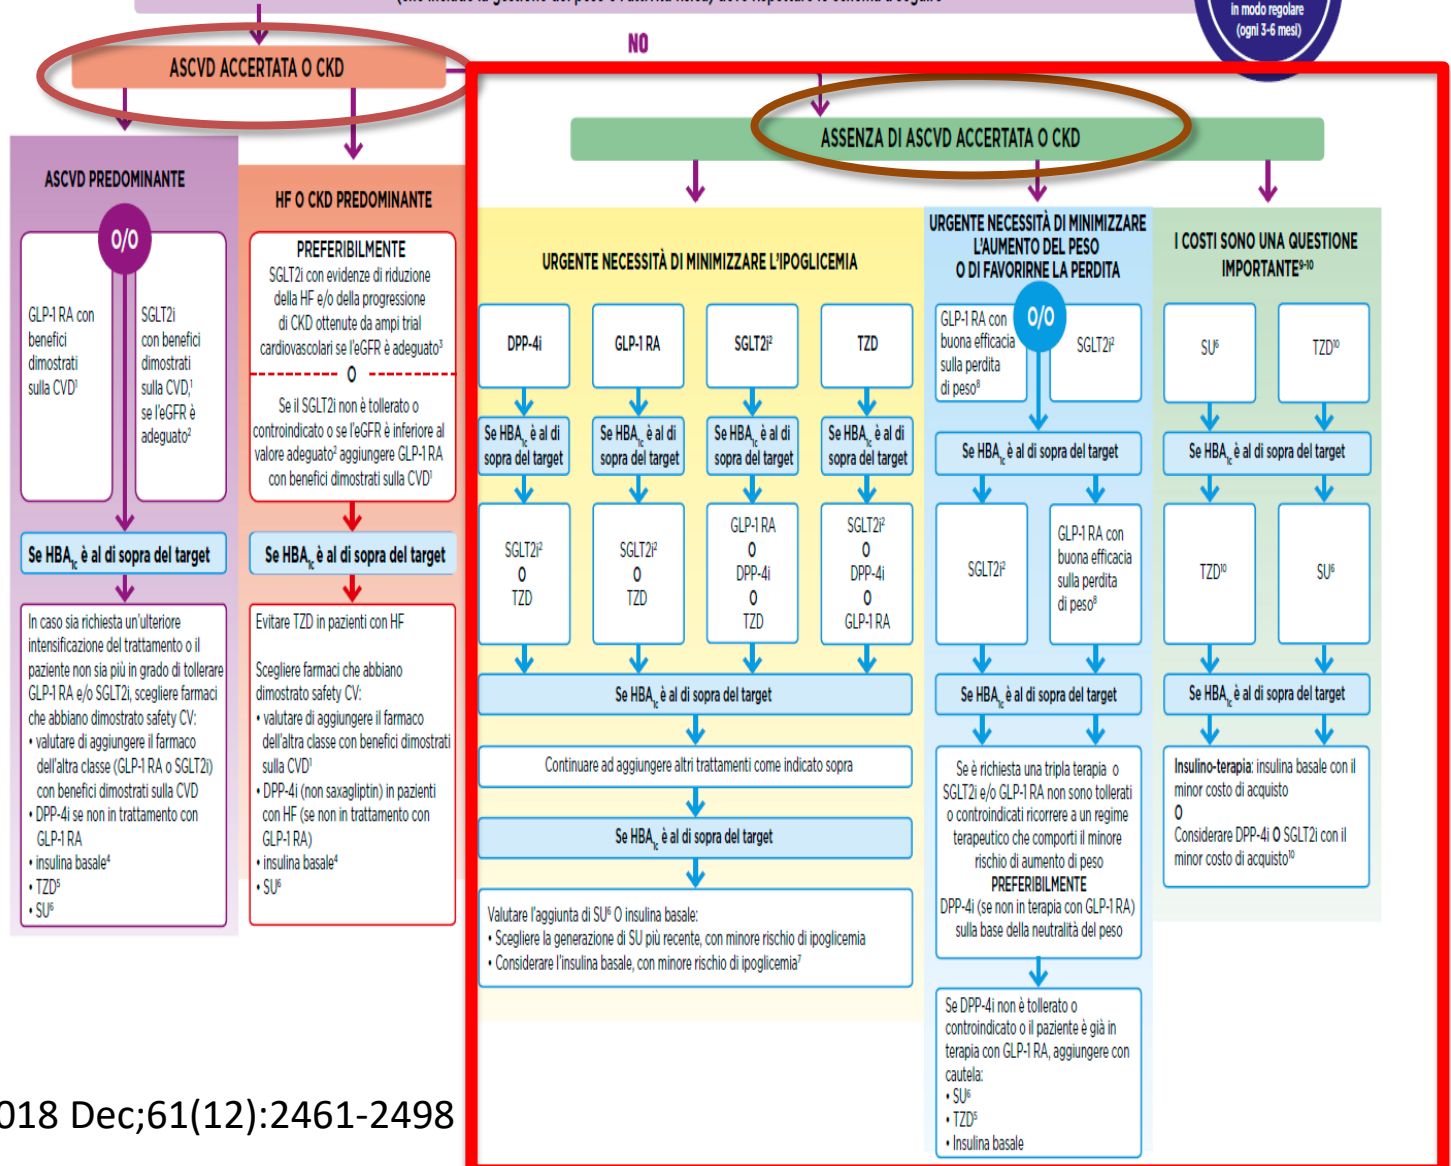 in modo regolare
(ogni 3-6 mesi)
NO
ASCVD ACCERTATA O CKD
ASSENZA DI ASCVD ACCERTATA O CKD
ASCVD PREDOMINANTE
O/O
GLP-1 RA con
benefici
dimostrati
sulla CVD¹
SGLT2i
con benefici
dimostrati
sulla CVD,¹
se l'eGFR è
adeguato²
Se HBA1c è al di sopra del target
In caso sia richiesta un'ulteriore
intensificazione del trattamento o il
paziente non sia più in grado di tollerare
GLP-1 RA e/o SGLT2i, scegliere farmaci
che abbiano dimostrato safety CV:
• valutare di aggiungere il farmaco
dell'altra classe (GLP-1 RA o SGLT2i)
con benefici dimostrati sulla CVD
• DPP-4i se non in trattamento con
GLP-1 RA
• insulina basale⁴
• TZD⁵
• SU⁶
HF O CKD PREDOMINANTE
PREFERIBILMENTE
SGLT2i con evidenze di riduzione
della HF e/o della progressione
di CKD ottenute da ampi trial
cardiovascolari se l'eGFR è adeguato³
O
Se il SGLT2i non è tollerato o
controindicato o se l'eGFR è inferiore al
valore adeguato² aggiungere GLP-1 RA
con benefici dimostrati sulla CVD¹
Se HBA1c è al di sopra del target
Evitare TZD in pazienti con HF
Scegliere farmaci che abbiano
dimostrato safety CV:
• valutare di aggiungere il farmaco
dell'altra classe con benefici dimostrati
sulla CVD¹
• DPP-4i (non saxagliptin) in pazienti
con HF (se non in trattamento con
GLP-1 RA)
• insulina basale⁴
• SU⁶
URGENTE NECESSITÀ DI MINIMIZZARE L'IPOGLICEMIA
DPP-4i
GLP-1 RA
SGLT2i²
TZD
Se HBA1c è al di
sopra del target
Se HBA1c è al di
sopra del target
Se HBA1c è al di
sopra del target
Se HBA1c è al di
sopra del target
SGLT2i²
O
TZD
SGLT2i²
O
TZD
GLP-1 RA
O
DPP-4i
O
TZD
SGLT2i²
O
DPP-4i
O
GLP-1 RA
Se HBA1c è al di sopra del target
Continuare ad aggiungere altri trattamenti come indicato sopra
Se HBA1c è al di sopra del target
Valutare l'aggiunta di SU⁶ O insulina basale:
• Scegliere la generazione di SU più recente, con minore rischio di ipoglicemia
• Considerare l'insulina basale, con minore rischio di ipoglicemia⁷
URGENTE NECESSITÀ DI MINIMIZZARE
L'AUMENTO DEL PESO
O DI FAVORIRNE LA PERDITA
GLP-1 RA con
buona efficacia
sulla perdita
di peso⁸
O/O
SGLT2i²
Se HBA1c è al di sopra del target
SGLT2i²
GLP-1 RA con
buona efficacia
sulla perdita
di peso⁸
Se HBA1c è al di sopra del target
Se è richiesta una tripla terapia o
SGLT2i e/o GLP-1 RA non sono tollerati
o controindicati ricorrere a un regime
terapeutico che comporti il minore
rischio di aumento di peso
PREFERIBILMENTE
DPP-4i (se non in terapia con GLP-1 RA)
sulla base della neutralità del peso
Se DPP-4i non è tollerato o
controindicato o il paziente è già in
terapia con GLP-1 RA, aggiungere con
cautela:
• SU⁶
• TZD⁵
• Insulina basale
I COSTI SONO UNA QUESTIONE
IMPORTANTE⁹⁻¹⁰
SU⁶
TZD¹⁰
Se HBA1c è al di sopra del target
TZD¹⁰
SU⁶
Se HBA1c è al di sopra del target
Insulino-terapia: insulina basale con il
minor costo di acquisto
O
Considerare DPP-4i O SGLT2i con il
minor costo di acquisto¹⁰
018 Dec;61(12):2461-2498